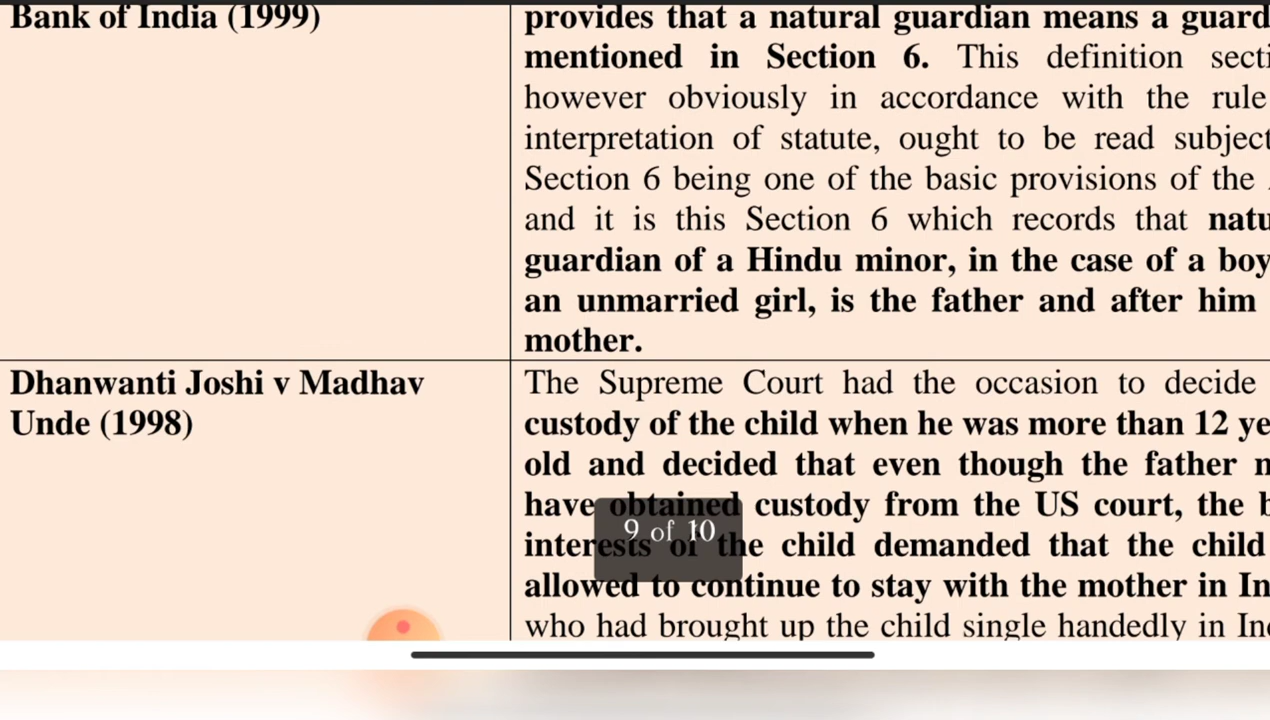 Bank of India (1999)
provides that a natural guardian means a guard
mentioned in Section 6. This definition secti
however obviously in accordance with the rule
interpretation of statute, ought to be read subject
Section 6 being one of the basic provisions of the
and it is this Section 6 which records that natu
guardian of a Hindu minor, in the case of a boy
an unmarried girl, is the father and after him
mother.
Dhanwanti Joshi v Madhav
Unde (1998)
The Supreme Court had the occasion to decide
custody of the child when he was more than 12 ye
old and decided that even though the father m
have obtained custody from the US court, the b
interests of the child demanded that the child
allowed to continue to stay with the mother in In
who had brought up the child single handedly in Ind
9 of 10